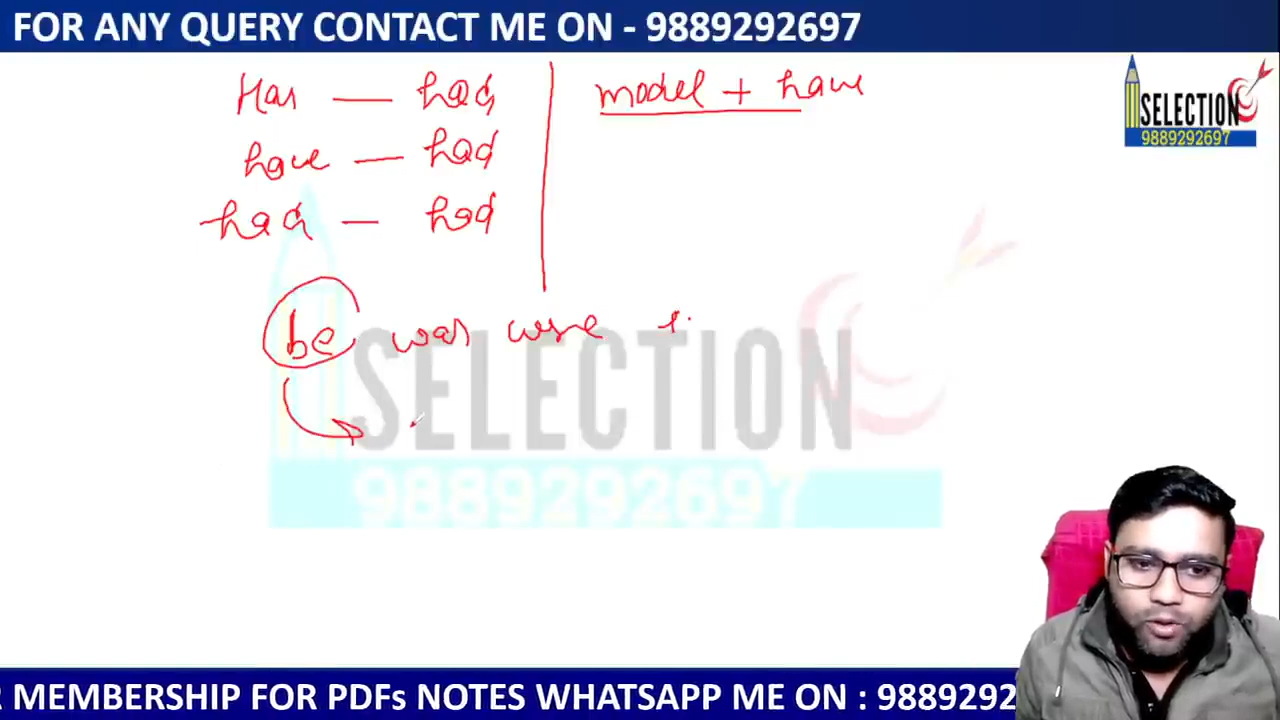 FOR ANY QUERY CONTACT ME ON - 9889292697
SELECTION
9889292697
Has — had
have — had
had — had
model + have
be was were
SELECTION
9889292697
R MEMBERSHIP FOR PDFs NOTES WHATSAPP ME ON : 9889292